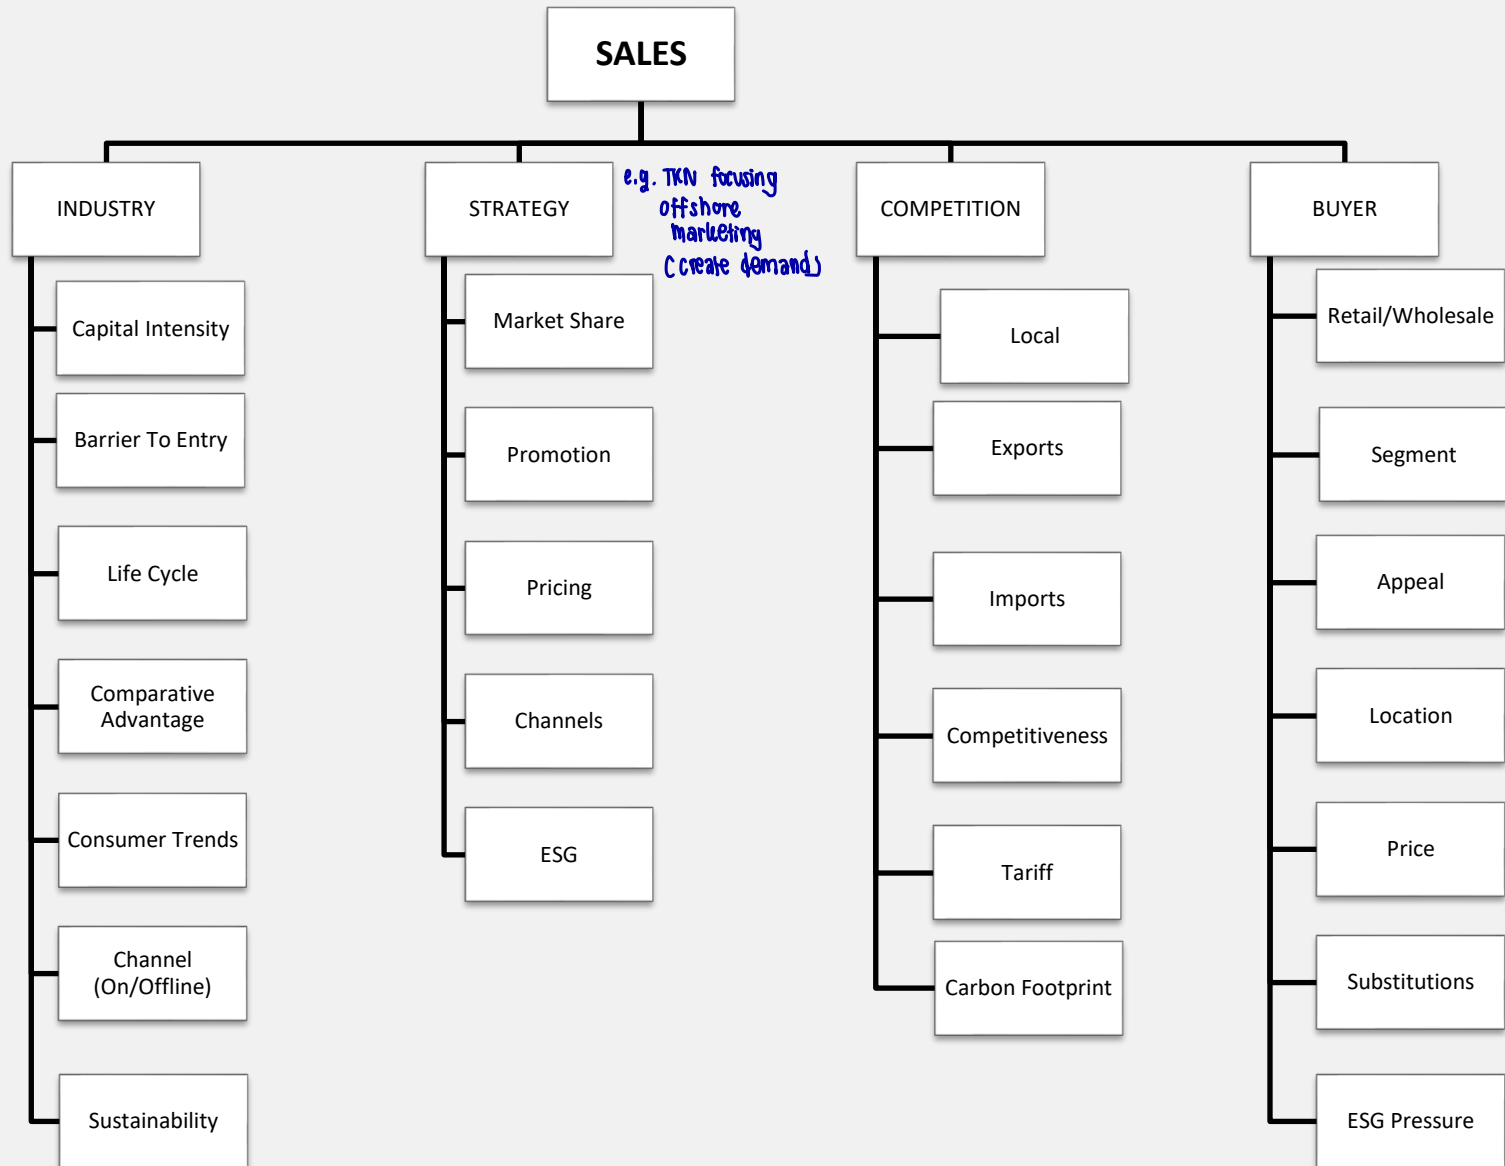 SALES
INDUSTRY
Capital Intensity
Barrier To Entry
Life Cycle
Comparative
Advantage
Consumer Trends
Channel
(On/Offline)
Sustainability
STRATEGY
e.g. TKN focusing
offshore
marketing
(create demand)
Market Share
Promotion
Pricing
Channels
ESG
COMPETITION
Local
Exports
Imports
Competitiveness
Tariff
Carbon Footprint
BUYER
Retail/Wholesale
Segment
Appeal
Location
Price
Substitutions
ESG Pressure